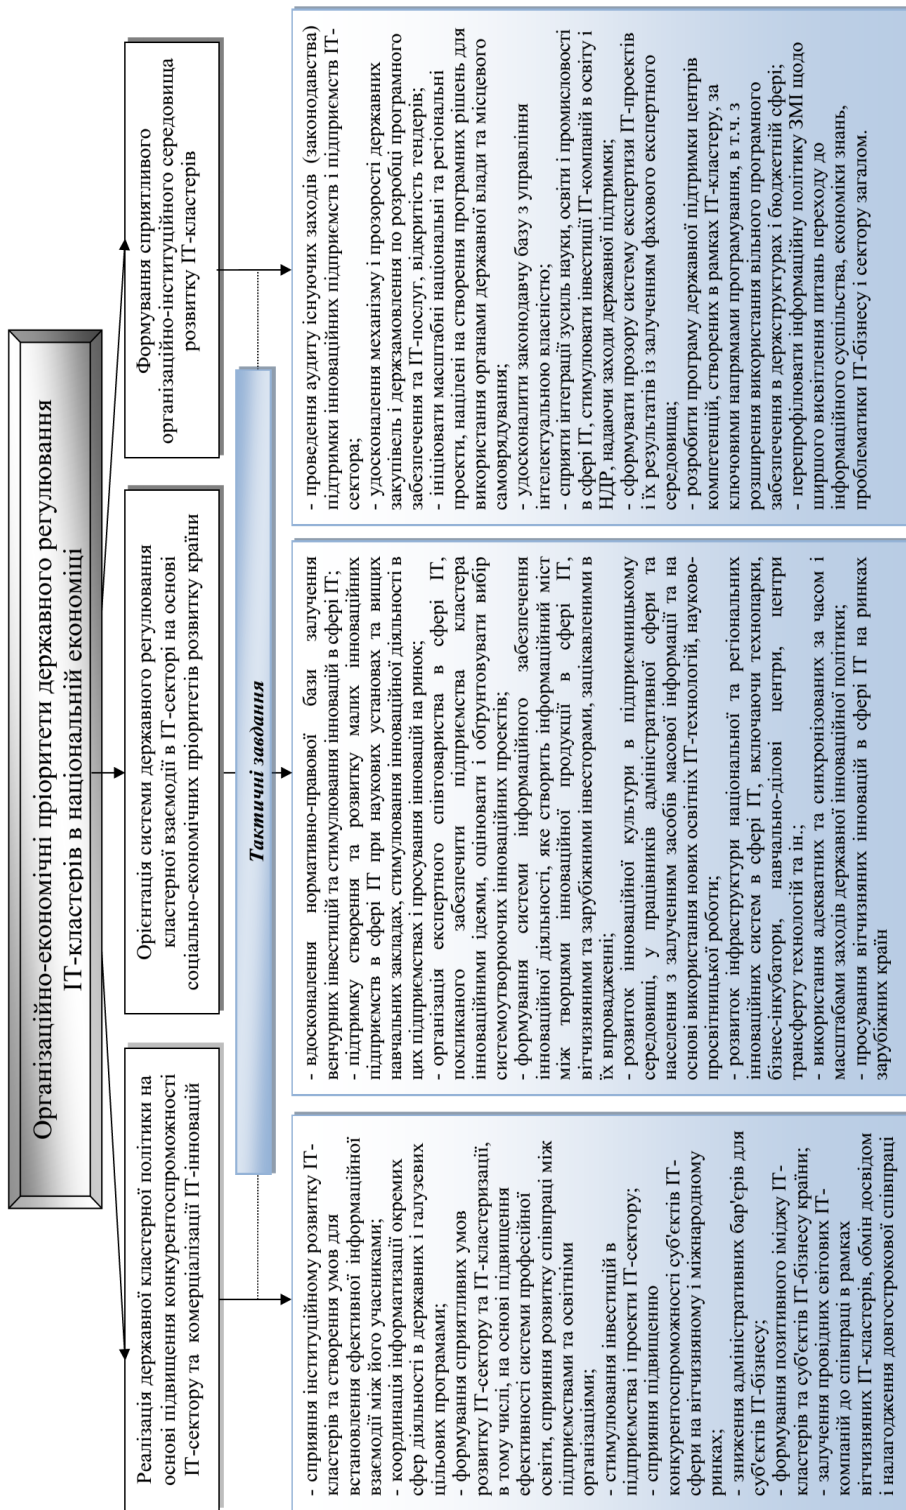 Організаційно-економічні пріоритети державного регулювання
ІТ-кластерів в національній економіці
Реалізація державної кластерної політики на
основі підвищення конкурентоспроможності
ІТ-сектору та  комерціалізації ІТ-інновацій
Орієнтація системи державного регулювання
кластерної взаємодії в ІТ-секторі на основі
соціально-економічних пріоритетів розвитку країни
Формування сприятливого
організаційно-інституційного середовища
розвитку ІТ-кластерів
Тактичні завдання
- сприяння інституційному розвитку ІТ-
кластерів та створення умов для
встановлення ефективної інформаційної
взаємодії між його учасниками;
- координація інформатизації окремих
сфер діяльності в державних і галузевих
цільових програмами;
- формування сприятливих умов
розвитку ІТ-сектору та ІТ-кластеризації,
в тому числі, на основі підвищення
ефективності системи професійної
освіти, сприяння розвитку співпраці між
підприємствами та освітніми
організаціями;
- стимулювання інвестицій в
підприємства і проекти ІТ-сектору;
- сприяння підвищенню
конкурентоспроможності суб'єктів ІТ-
сфери на вітчизняному і міжнародному
ринках;
- зниження адміністративних бар'єрів для
суб'єктів ІТ-бізнесу;
- формування позитивного іміджу ІТ-
кластерів та суб'єктів ІТ-бізнесу країни;
- залучення провідних світових ІТ-
компаній до співпраці в рамках
вітчизняних ІТ-кластерів, обмін досвідом
і налагодження довгострокової співпраці
- вдосконалення нормативно-правової бази залучення
венчурних інвестицій та стимулювання інновацій в сфері ІТ;
- підтримку створення та розвитку малих інноваційних
підприємств в сфері ІТ при наукових установах та вищих
навчальних закладах, стимулювання інноваційної діяльності в
цих підприємствах і просування інновацій на ринок;
- організація експертного співтовариства в сфері ІТ,
покликаного забезпечити підприємства кластера
інноваційними ідеями, оцінювати і обґрунтовувати вибір
системоутворюючих інноваційних проектів;
- формування системи інформаційного забезпечення
інноваційної діяльності, яке створить інформаційний міст
між творцями інноваційної продукції в сфері ІТ,
вітчизняними та зарубіжними інвесторами, зацікавленими в
їх впровадженні;
- розвиток інноваційної культури в підприємницькому
середовищі, у працівників адміністративної сфери та
населення з залученням засобів масової інформації та на
основі використання нових освітніх ІТ-технологій, науково-
просвітницької роботи;
- розвиток інфраструктури національної та регіональних
інноваційних систем в сфері ІТ, включаючи технопарки,
бізнес-інкубатори, навчально-ділові центри, центри
трансферту технологій та ін.;
- використання адекватних та синхронізованих за часом і
масштабами заходів державної інноваційної політики;
- просування вітчизняних інновацій в сфері ІТ на ринках
зарубіжних країн
- проведення аудиту існуючих заходів (законодавства)
підтримки інноваційних підприємств і підприємств ІТ-
сектора;
- удосконалення механізму і прозорості державних
закупівель і держзамовлення по розробці програмного
забезпечення та ІТ-послуг, відкритість тендерів;
- ініціювати масштабні національні та регіональні
проекти, націлені на створення програмних рішень для
використання органами державної влади та місцевого
самоврядування;
- удосконалити законодавчу базу з управління
інтелектуальною власністю;
- сприяти інтеграції зусиль науки, освіти і промисловості
в сфері ІТ, стимулювати інвестиції ІТ-компаній в освіту і
НДР, надаючи заходи державної підтримки;
- сформувати прозору систему експертизи ІТ-проектів
і їх результатів із залученням фахового експертного
середовища;
- розробити програму державної підтримки центрів
компетенцій, створених в рамках ІТ-кластеру, за
ключовими напрямами програмування, в т.ч. з
розширення використання вільного програмного
забезпечення в держструктурах і бюджетній сфері;
- перепрофілювати інформаційну політику ЗМІ щодо
ширшого висвітлення питань переходу до
інформаційного суспільства, економіки знань,
проблематики ІТ-бізнесу і сектору загалом.